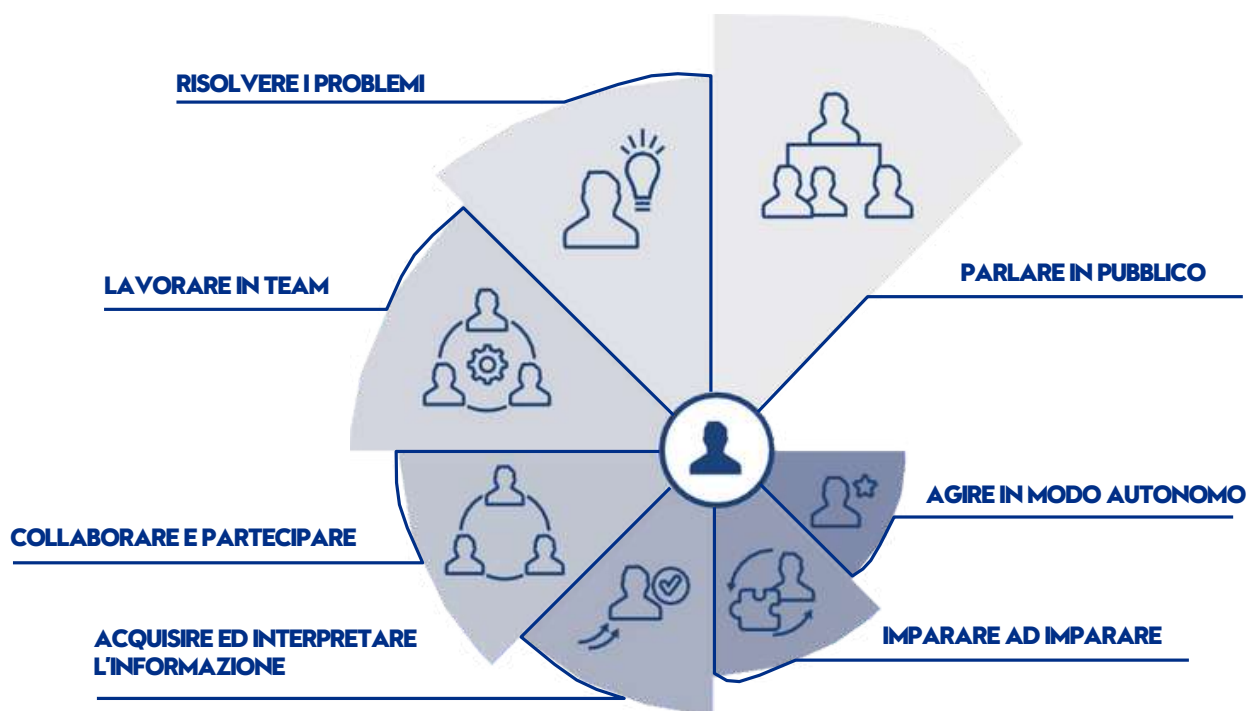 RISOLVERE I PROBLEMI
LAVORARE IN TEAM
PARLARE IN PUBBLICO
AGIRE IN MODO AUTONOMO
COLLABORARE E PARTECIPARE
ACQUISIRE ED INTERPRETARE
L'INFORMAZIONE
IMPARARE AD IMPARARE